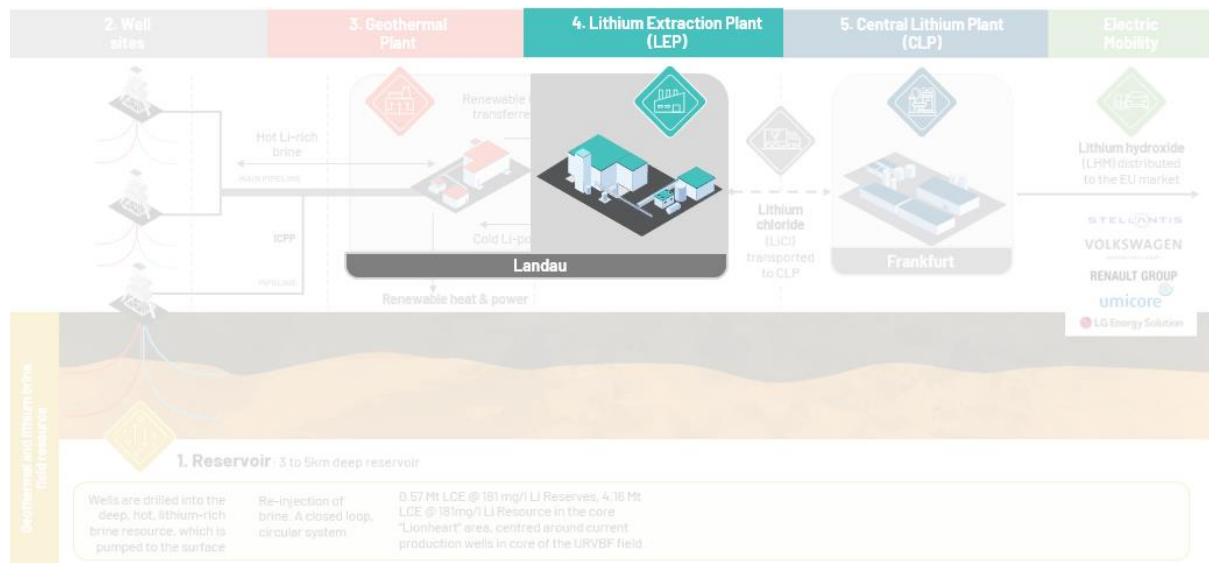 2. Well
sites
3. Geothermal
Plant
4. Lithium Extraction Plant
(LEP)
5. Central Lithium Plant
(CLP)
Electric
Mobility
Renewable
transferre
Hot Li-rich
brine
MAIN PIPELINE
ICPP
PIPELINE
Cold Li-po
Landau
Renewable heat & power
Lithium
chloride
(LiCl)
transported
to CLP
Frankfurt
Lithium hydroxide
(LHM) distributed
to the EU market
STELLANTIS
VOLKSWAGEN
RENAULT GROUP
umicore
LG Energy Solution
Geothermal and lithium brine
fluid resource
1. Reservoir: 3 to 5km deep reservoir
Wells are drilled into the
deep, hot, lithium-rich
brine resource, which is
pumped to the surface
Re-injection of
brine. A closed loop,
circular system
0.57 Mt LCE @ 181 mg/l Li Reserves, 4.16 Mt
LCE @ 181mg/l Li Resource in the core
"Lionheart" area, centred around current
production wells in core of the URVBF field